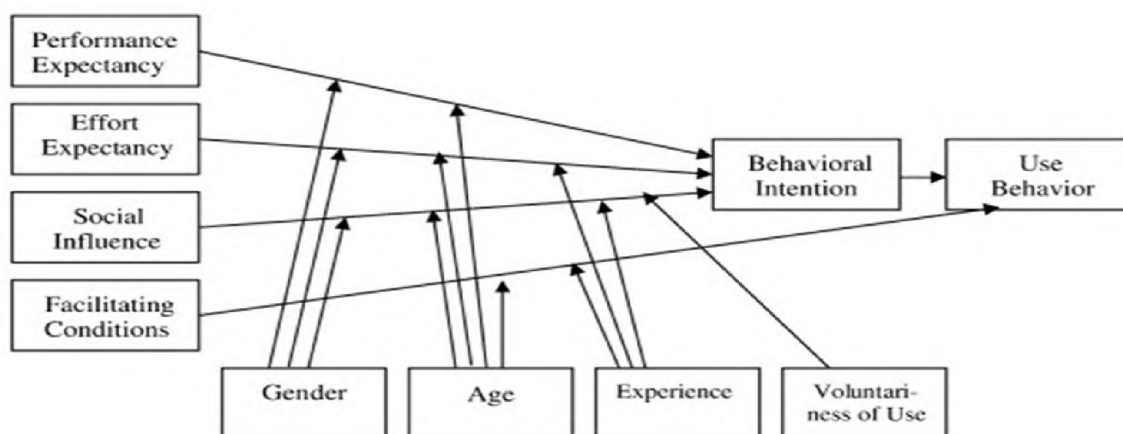 Performance
Expectancy
Effort
Expectancy
Social
Influence
Facilitating
Conditions
Behavioral
Intention
Use
Behavior
Gender
Age
Experience
Voluntari-
ness of Use